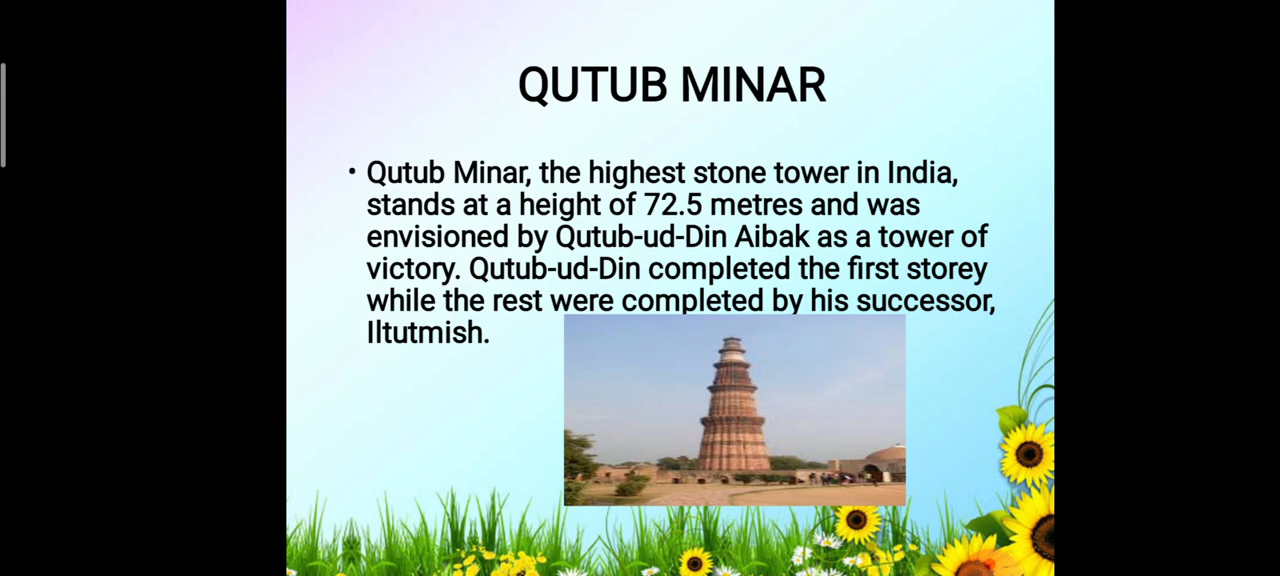 QUTUB MINAR
• Qutub Minar, the highest stone tower in India,
stands at a height of 72.5 metres and was
envisioned by Qutub-ud-Din Aibak as a tower of
victory. Qutub-ud-Din completed the first storey
while the rest were completed by his successor,
Iltutmish.